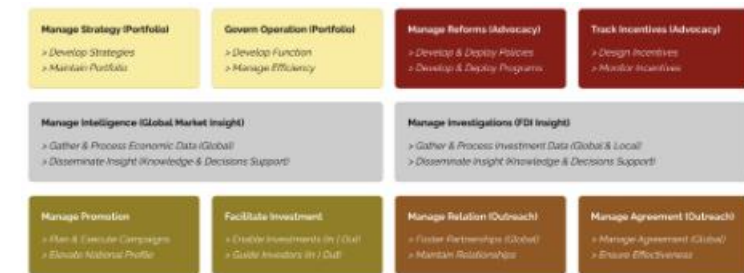 Manage Strategy (Portfolio)
> Develop Strategies
> Maintain Portfolio
Govern Operation (Portfolio)
> Develop Function
> Manage Efficiency
Manage Reforms (Advocacy)
> Develop & Deploy Policies
> Develop & Deploy Programs
Track Incentives (Advocacy)
> Design Incentives
> Monitor Incentives
Manage Intelligence (Global Market Insight)
> Gather & Process Economic Data (Global)
> Disseminate Insight (Knowledge & Decisions Support)
Manage Investigations (FDI Insight)
> Gather & Process Investment Data (Global & Local)
> Disseminate Insight (Knowledge & Decisions Support)
Manage Promotion
> Plan & Execute Campaigns
> Elevate National Profile
Facilitate Investment
> Enable Investments (In / Out)
> Guide Investors (In / Out)
Manage Relation (Outreach)
> Foster Partnerships (Global)
> Maintain Relationships
Manage Agreement (Outreach)
> Manage Agreement (Global)
> Ensure Effectiveness